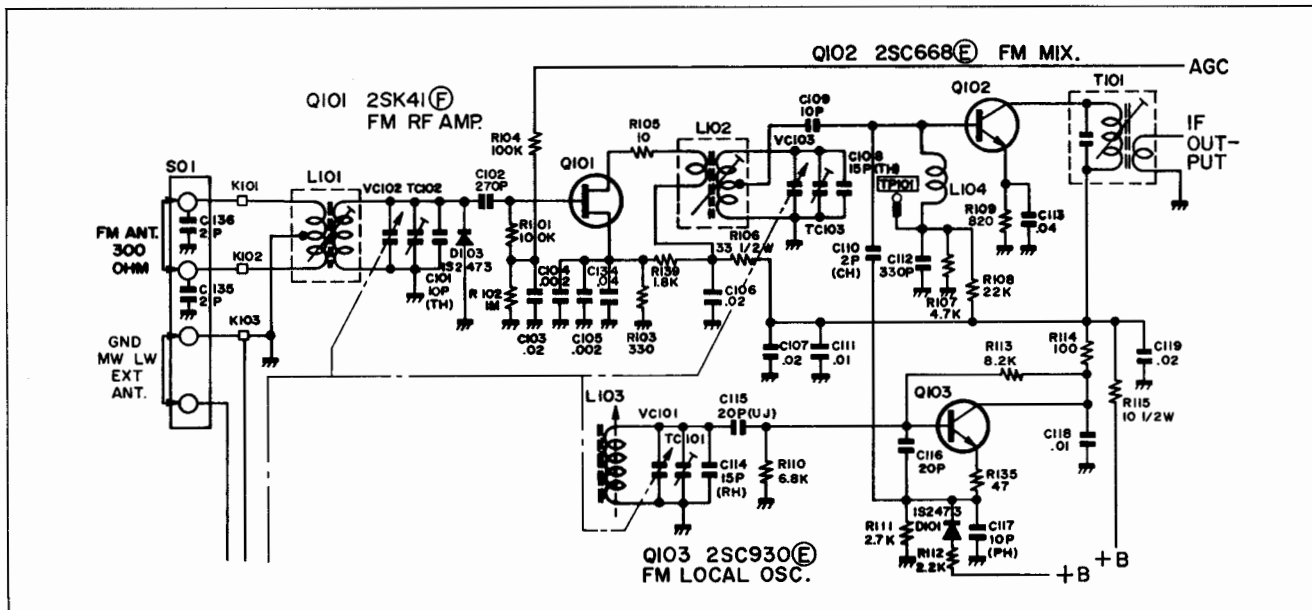 Q102 2SC668(E) FM MIX.
AGC
Q101 2SK41(F)
FM RF AMP.
R104
100K
C109
10P
Q102
T101
IF
OUT-
PUT
R105
10
L102
VC103
C108
15P(TH)
TC103
S01
K101
L101
VC102 TC102
C102
270P
Q101
C136
2P
FM ANT.
300
OHM
K102
C135
2P
R101
100K
D103
1S2473
C101
10P
(TH)
R102
1M
C104
.002
C134
.04
R139
1.8K
R106
33 1/2W
C110
2P
(CH)
TP101
L104
R109
820
C113
.04
C112
330P
R107
4.7K
R108
22K
K103
GND
MW LW
EXT
ANT.
C103
.02
C105
.002
R103
330
C106
.02
C107
.02
C111
.01
R113
8.2K
R114
100
C119
.02
R115
10 1/2W
L103
VC101
TC101
C115
20P(UJ)
Q103
C114
15P
(RH)
R110
6.8K
C116
20P
R135
47
C118
.01
R111
2.7K
1S2473
D101
R112
2.2K
C117
10P
(PH)
+B
+B
Q103 2SC930(E)
FM LOCAL OSC.